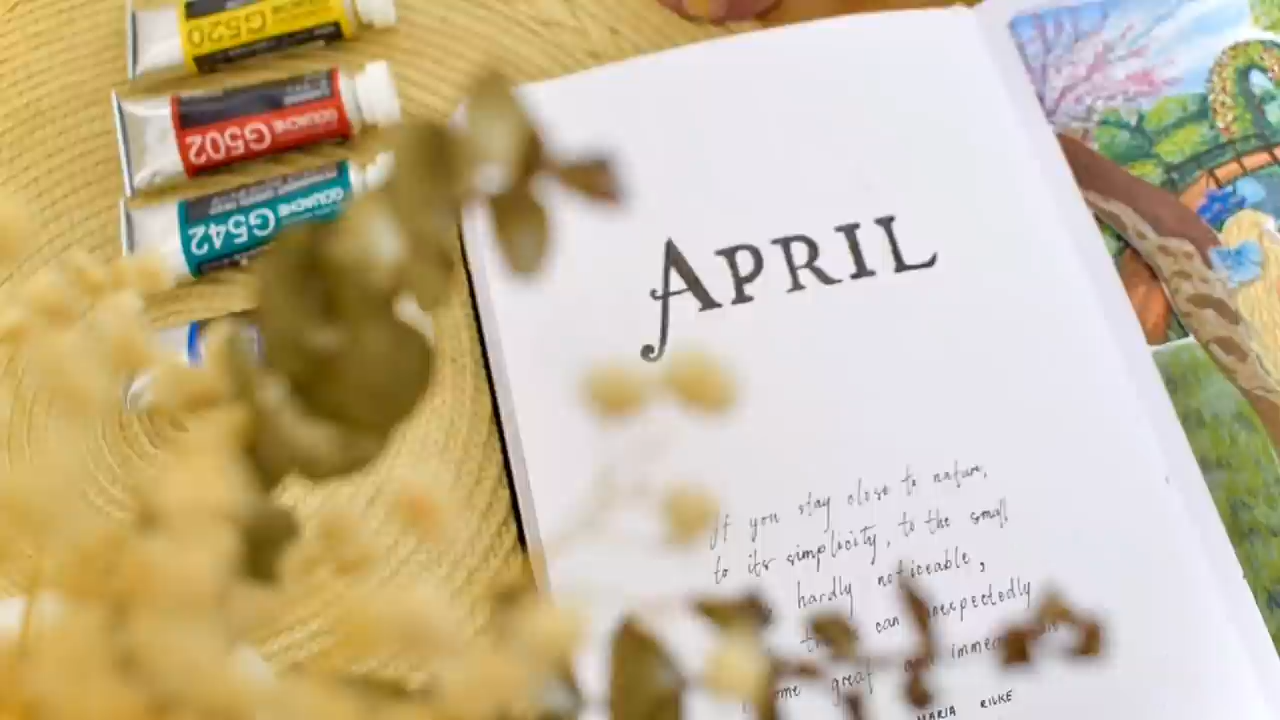 G520
GOUACHE G502
GOUACHE G542
APRIL
If you stay close to nature,
to its simplicity, to the small
hardly noticeable,
can unexpectedly
great and
MARIA RILKE